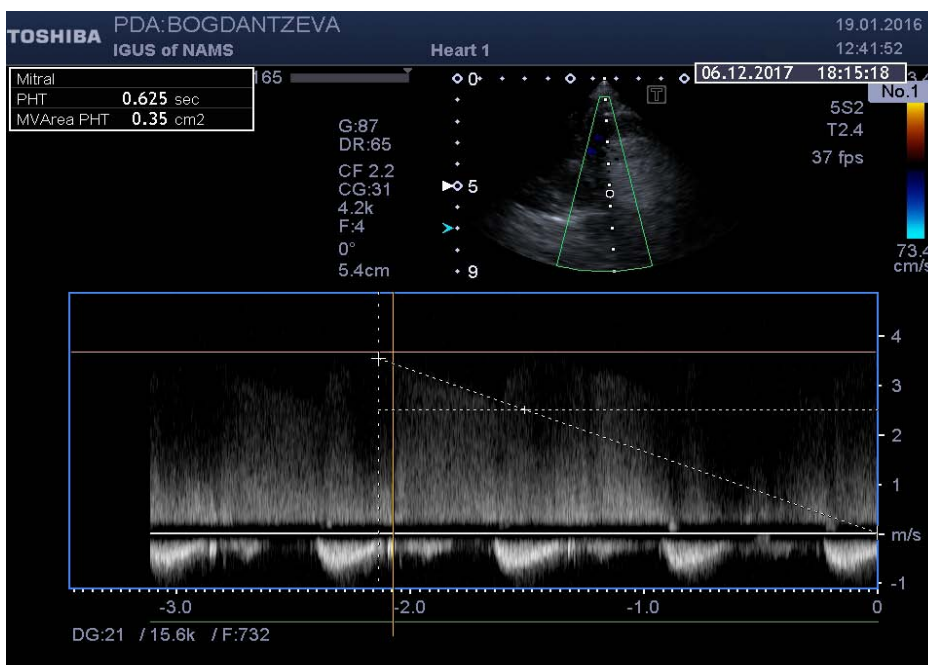 TOSHIBA
PDA:BOGDANTZEVA
IGUS of NAMS
Heart 1
19.01.2016
12:41:52
06.12.2017 18:15:18
Mitral
PHT 0.625 sec
MVArea PHT 0.35 cm2
165
G:87
DR:65
CF 2.2
CG:31
4.2k
F:4
0°
5.4cm
0
5
9
T
3.4
No.1
5S2
T2.4
37 fps
73.4
cm/s
4
3
2
1
m/s
-1
-3.0
-2.0
-1.0
0
DG:21 / 15.6k / F:732